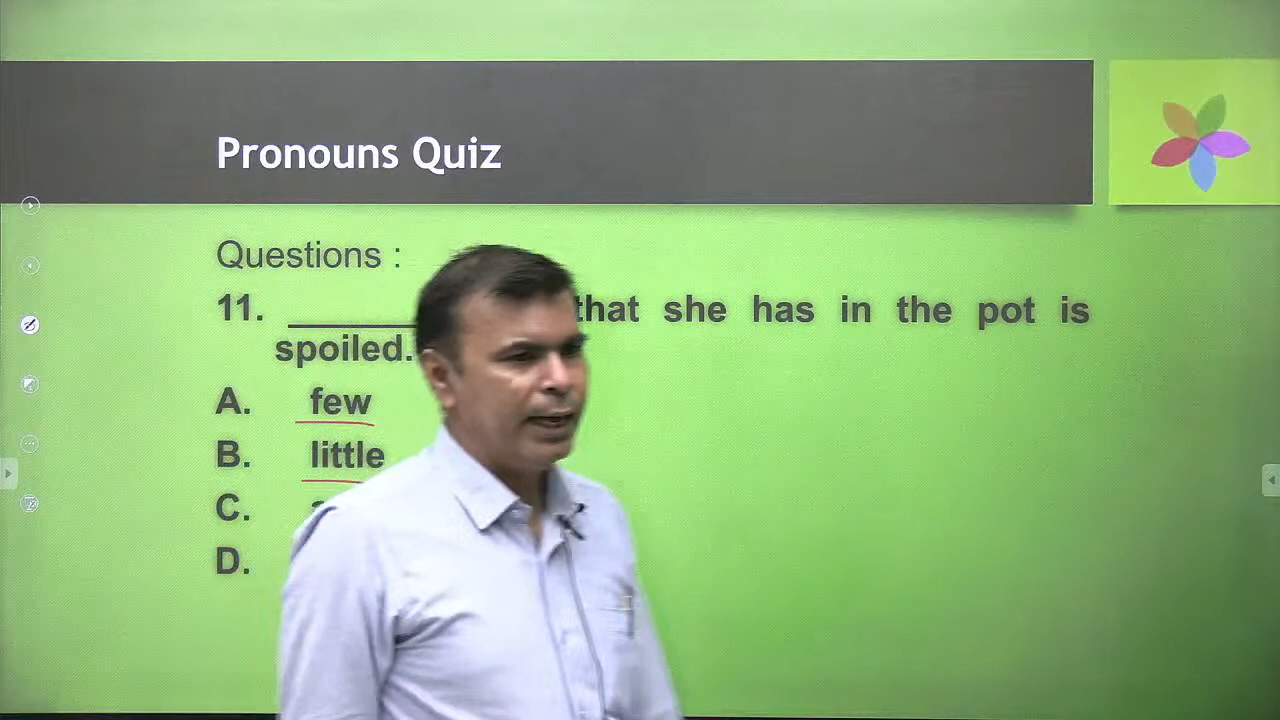 Pronouns Quiz
Questions :
11. ________ that she has in the pot is
spoiled.
A. few
B. little
C.
D.